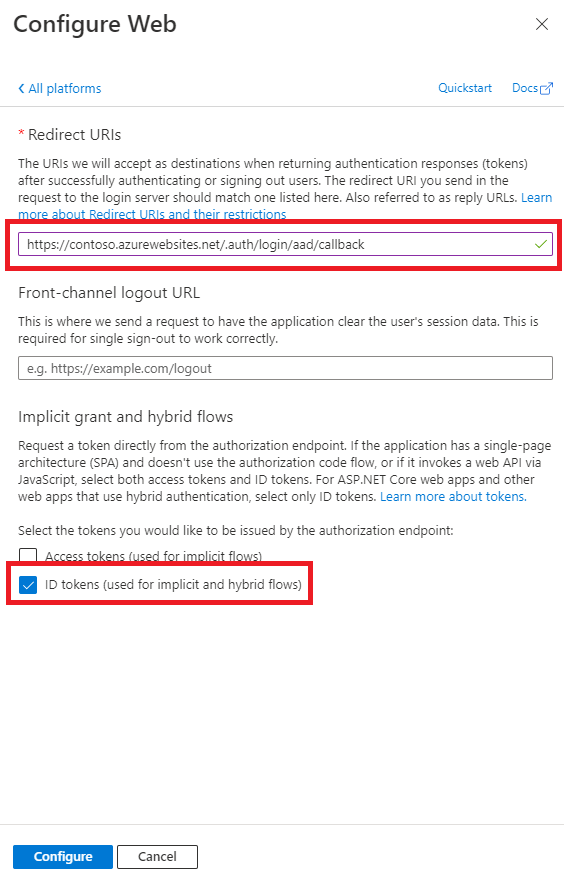 Configure Web
All platforms
Quickstart
Docs
* Redirect URIs
The URIs we will accept as destinations when returning authentication responses (tokens)
after successfully authenticating or signing out users. The redirect URI you send in the
request to the login server should match one listed here. Also referred to as reply URLs. Learn
more about Redirect URIs and their restrictions
https://contoso.azurewebsites.net/.auth/login/aad/callback
Front-channel logout URL
This is where we send a request to have the application clear the user's session data. This is
required for single sign-out to work correctly.
e.g. https://example.com/logout
Implicit grant and hybrid flows
Request a token directly from the authorization endpoint. If the application has a single-page
architecture (SPA) and doesn't use the authorization code flow, or if it invokes a web API via
JavaScript, select both access tokens and ID tokens. For ASP.NET Core web apps and other
web apps that use hybrid authentication, select only ID tokens. Learn more about tokens.
Select the tokens you would like to be issued by the authorization endpoint:
Access tokens (used for implicit flows)
ID tokens (used for implicit and hybrid flows)
Configure
Cancel